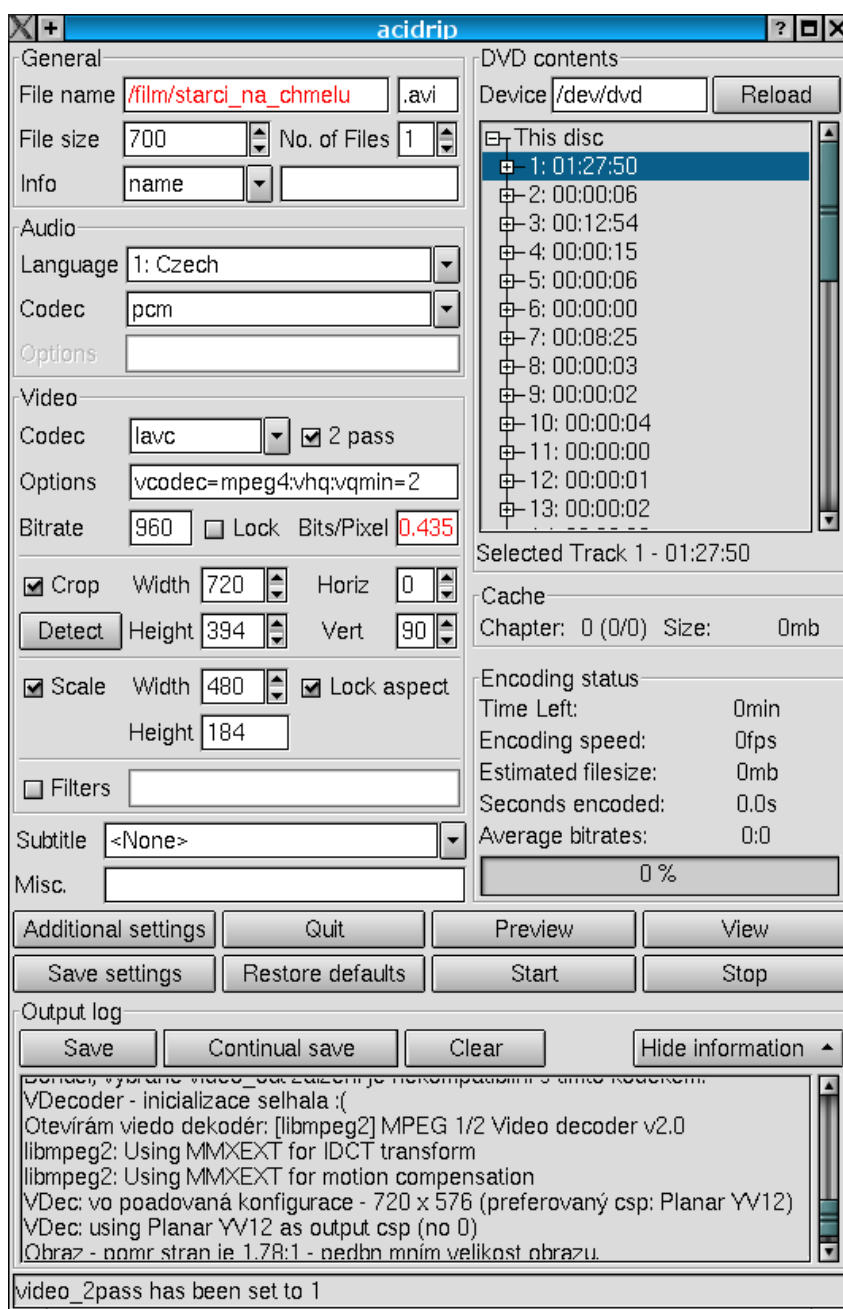 acidrip
General
File name /film/starci_na_chmelu .avi
File size 700 No. of Files 1
Info name
Audio
Language 1: Czech
Codec pcm
Options
Video
Codec lavc 2 pass
Options vcodec=mpeg4:vhq:vqmin=2
Bitrate 960 Lock Bits/Pixel 0.435
Crop Width 720 Horiz 0
Detect Height 394 Vert 90
Scale Width 480 Lock aspect
Height 184
Filters
Subtitle <None>
Misc.
DVD contents
Device /dev/dvd Reload
This disc
1: 01:27:50
2: 00:00:06
3: 00:12:54
4: 00:00:15
5: 00:00:06
6: 00:00:00
7: 00:08:25
8: 00:00:03
9: 00:00:02
10: 00:00:04
11: 00:00:00
12: 00:00:01
13: 00:00:02
Selected Track 1 - 01:27:50
Cache
Chapter: 0 (0/0) Size: 0mb
Encoding status
Time Left: 0min
Encoding speed: 0fps
Estimated filesize: 0mb
Seconds encoded: 0.0s
Average bitrates: 0:0
0 %
Additional settings Quit Preview View
Save settings Restore defaults Start Stop
Output log
Save Continual save Clear Hide information
VDecoder - inicializace selhala :(
Otevírám viedo dekodér: [libmpeg2] MPEG 1/2 Video decoder v2.0
libmpeg2: Using MMXEXT for IDCT transform
libmpeg2: Using MMXEXT for motion compensation
VDec: vo poadovaná konfigurace - 720 x 576 (preferovaný csp: Planar YV12)
VDec: using Planar YV12 as output csp (no 0)
Obraz - pomr stran je 1.78:1 - pedbn mním velikost obrazu.
video_2pass has been set to 1